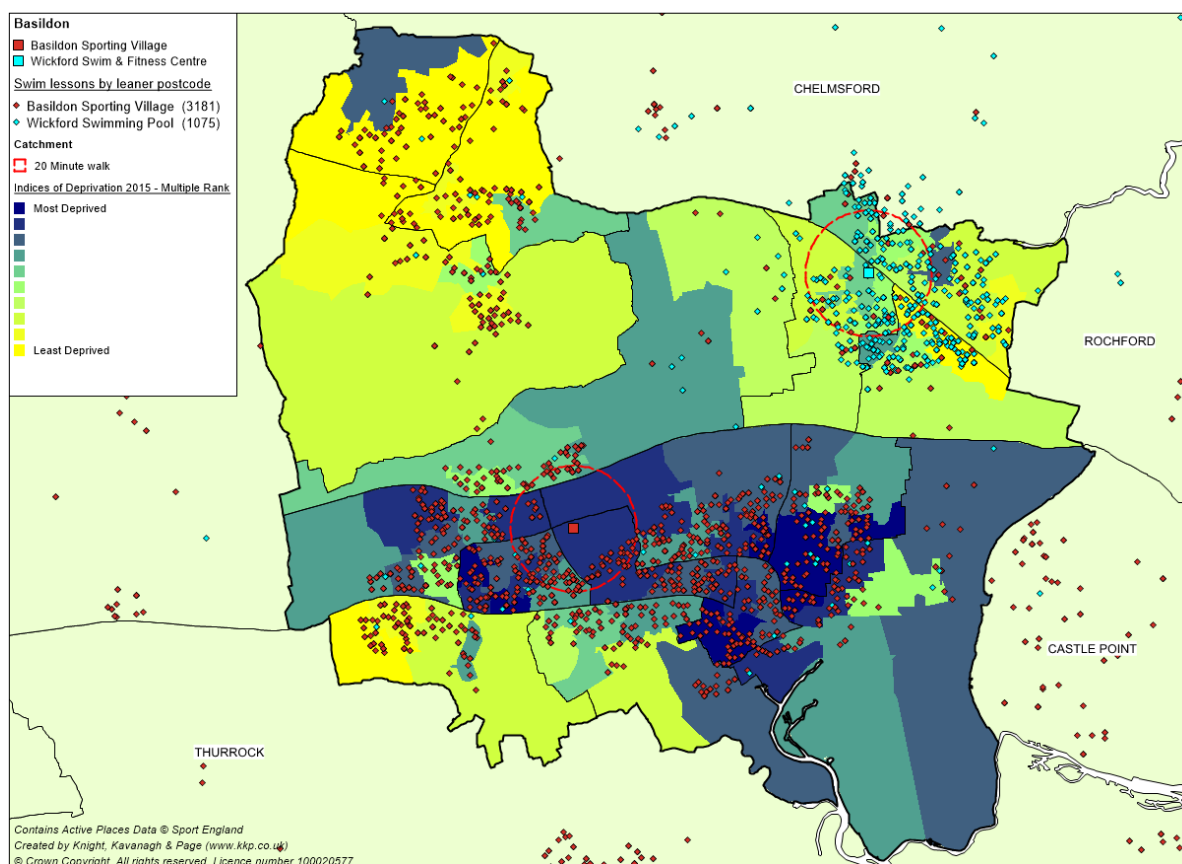 Basildon
Basildon Sporting Village
Wickford Swim & Fitness Centre
Swim lessons by leaner postcode
Basildon Sporting Village (3181)
Wickford Swimming Pool (1075)
Catchment
20 Minute walk
Indices of Deprivation 2015 - Multiple Rank
Most Deprived
Least Deprived
CHELMSFORD
ROCHFORD
CASTLE POINT
THURROCK
Contains Active Places Data © Sport England
Created by Knight, Kavanagh & Page (www.kkp.co.uk)
© Crown Copyright. All rights reserved. Licence number 100020577